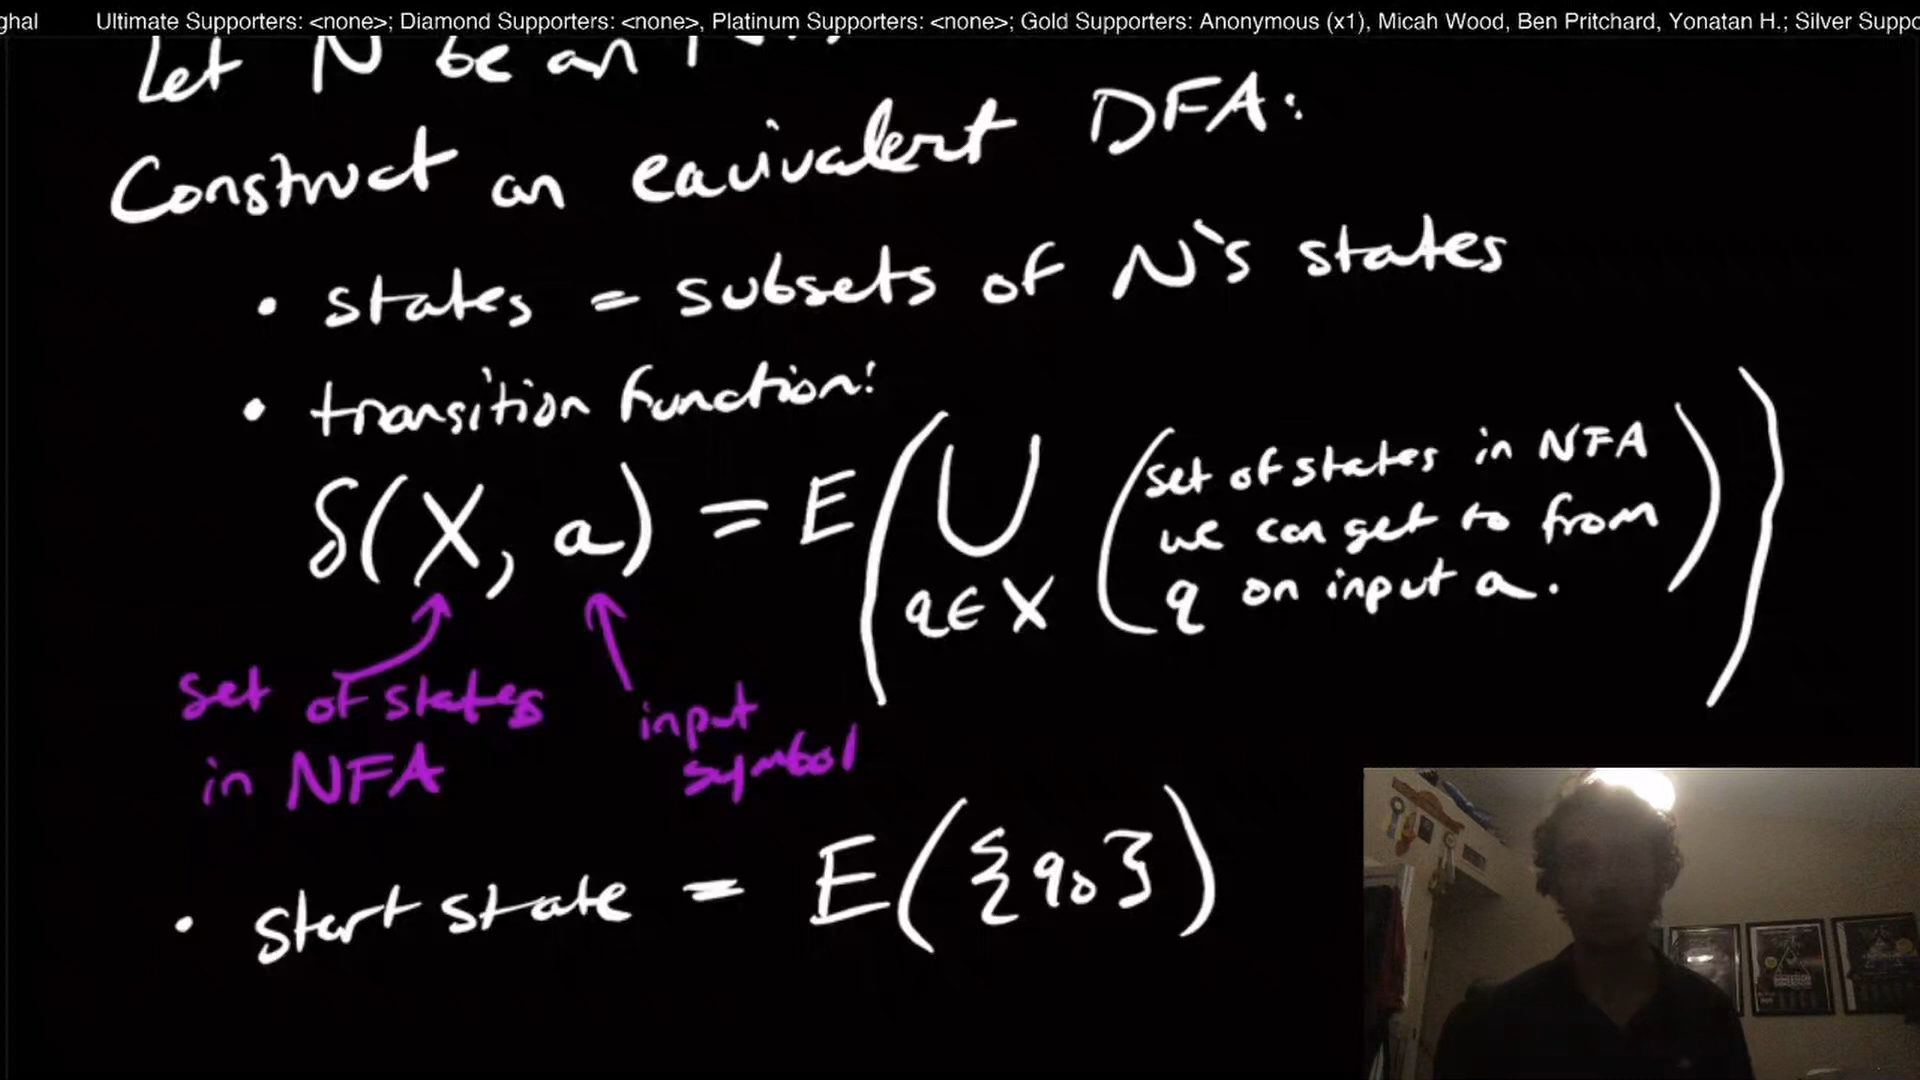 ghal Ultimate Supporters: <none>; Diamond Supporters: <none>, Platinum Supporters: <none>; Gold Supporters: Anonymous (x1), Micah Wood, Ben Pritchard, Yonatan H.; Silver Suppo
Let N be an
Construct an equivalent DFA:
• states = subsets of N's states
• transition function:
δ(X, a) = E(⋃ q∈X (set of states in NFA
we can get to from
q on input a.))
set of states
in NFA
input
symbol
• start state = E({q0})